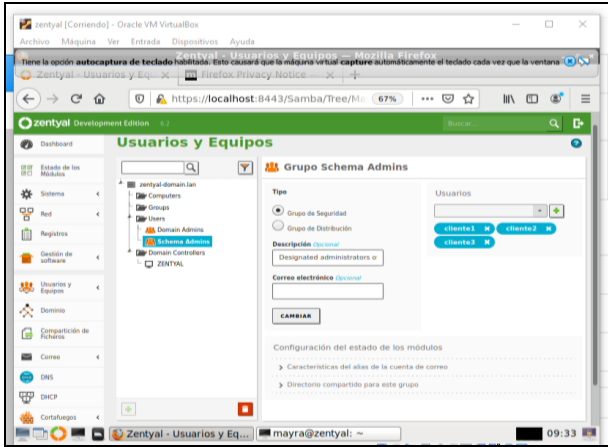 zentyal [Corriendo] - Oracle VM VirtualBox
Archivo Máquina Ver Entrada Dispositivos Ayuda
Zentyal - Usuarios y Equipos — Mozilla Firefox
Tiene la opción autocaptura de teclado habilitada. Esto causará que la máquina virtual capture automáticamente el teclado cada vez que la ventana
Zentyal - Usuarios y Eq
Firefox Privacy Notice —
https://localhost:8443/Samba/Tree/Ma
67%
zentyal Development Edition 6.2
Buscar...
Dashboard
Estado de los Módulos
Sistema
Red
Registros
Gestión de software
Usuarios y Equipos
Dominio
Compartición de Ficheros
Correo
DNS
DHCP
Cortafuegos
Usuarios y Equipos
zentyal-domain.lan
Computers
Groups
Users
Domain Admins
Schema Admins
Domain Controllers
ZENTYAL
Grupo Schema Admins
Tipo
Grupo de Seguridad
Grupo de Distribución
Descripción Opcional
Designated administrators o
Correo electrónico Opcional
CAMBIAR
Usuarios
cliente1 cliente2
cliente3
Configuración del estado de los módulos
Características del alias de la cuenta de correo
Directorio compartido para este grupo
Zentyal - Usuarios y Eq...
mayra@zentyal: ~
09:33